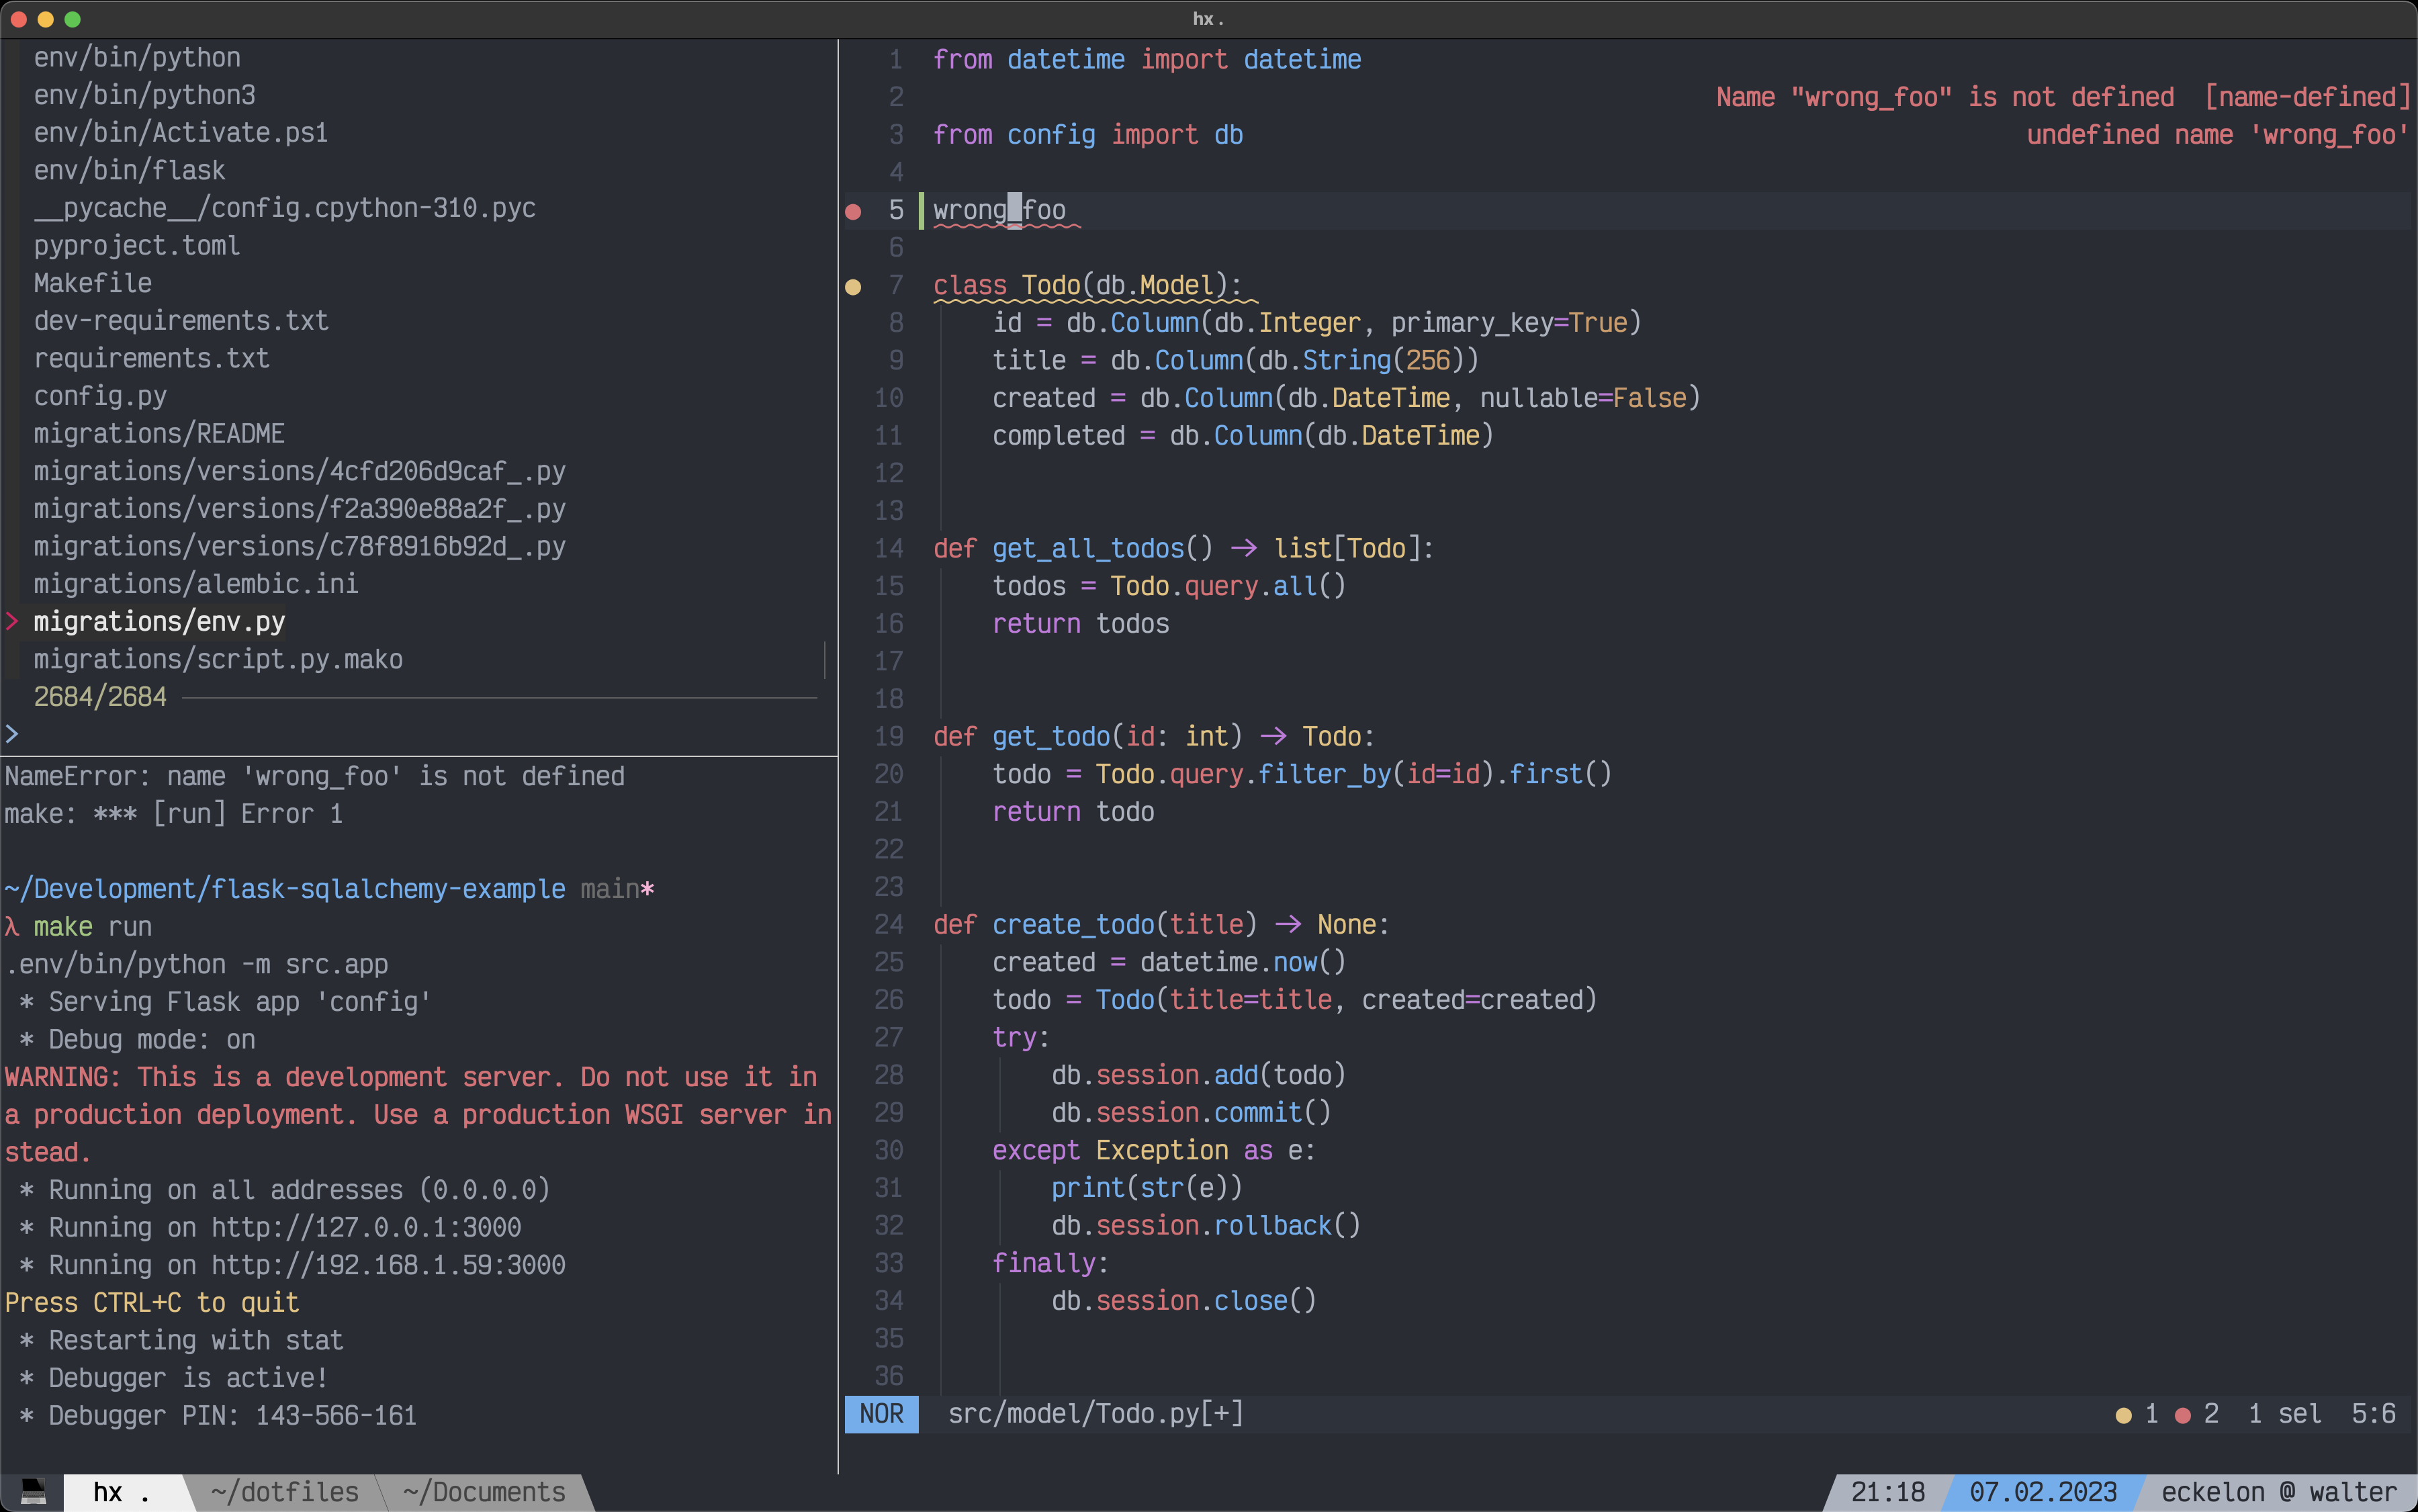 hx .
env/bin/python
env/bin/python3
env/bin/Activate.ps1
env/bin/flask
__pycache__/config.cpython-310.pyc
pyproject.toml
Makefile
dev-requirements.txt
requirements.txt
config.py
migrations/README
migrations/versions/4cfd206d9caf_.py
migrations/versions/f2a390e88a2f_.py
migrations/versions/c78f8916b92d_.py
migrations/alembic.ini
> migrations/env.py
migrations/script.py.mako
2684/2684
>
NameError: name 'wrong_foo' is not defined
make: *** [run] Error 1
~/Development/flask-sqlalchemy-example main*
λ make run
.env/bin/python -m src.app
* Serving Flask app 'config'
* Debug mode: on
WARNING: This is a development server. Do not use it in
a production deployment. Use a production WSGI server in
stead.
* Running on all addresses (0.0.0.0)
* Running on http://127.0.0.1:3000
* Running on http://192.168.1.59:3000
Press CTRL+C to quit
* Restarting with stat
* Debugger is active!
* Debugger PIN: 143-566-161
1 from datetime import datetime
2 Name "wrong_foo" is not defined [name-defined]
3 from config import db undefined name 'wrong_foo'
4
5 wrong_foo
6
7 class Todo(db.Model):
8     id = db.Column(db.Integer, primary_key=True)
9     title = db.Column(db.String(256))
10     created = db.Column(db.DateTime, nullable=False)
11     completed = db.Column(db.DateTime)
12
13
14 def get_all_todos() -> list[Todo]:
15     todos = Todo.query.all()
16     return todos
17
18
19 def get_todo(id: int) -> Todo:
20     todo = Todo.query.filter_by(id=id).first()
21     return todo
22
23
24 def create_todo(title) -> None:
25     created = datetime.now()
26     todo = Todo(title=title, created=created)
27     try:
28         db.session.add(todo)
29         db.session.commit()
30     except Exception as e:
31         print(str(e))
32         db.session.rollback()
33     finally:
34         db.session.close()
35
36
NOR src/model/Todo.py[+] 1 2 1 sel 5:6
hx . ~/dotfiles ~/Documents 21:18 07.02.2023 eckelon @ walter